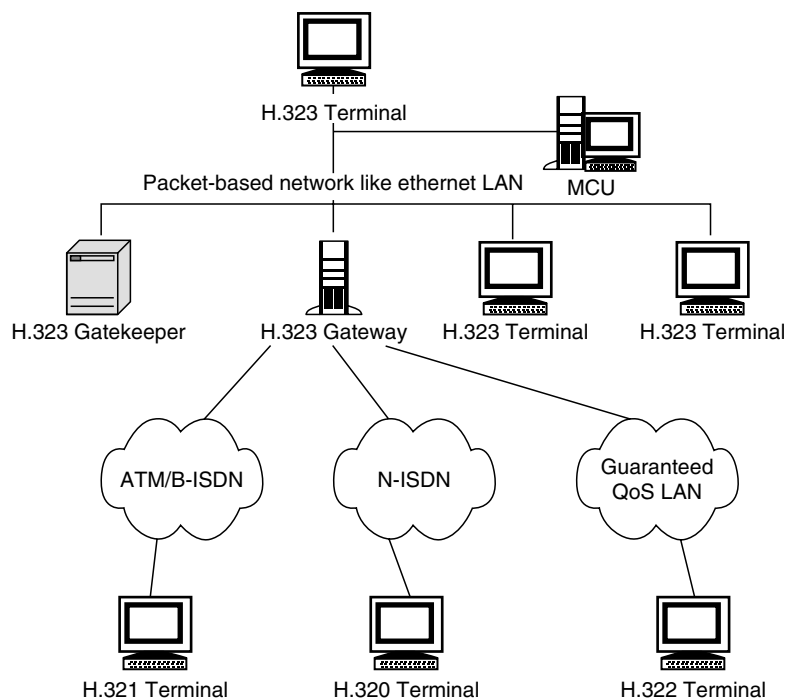 H.323 Terminal
Packet-based network like ethernet LAN
MCU
H.323 Gatekeeper
H.323 Gateway
H.323 Terminal
H.323 Terminal
ATM/B-ISDN
N-ISDN
Guaranteed
QoS LAN
H.321 Terminal
H.320 Terminal
H.322 Terminal